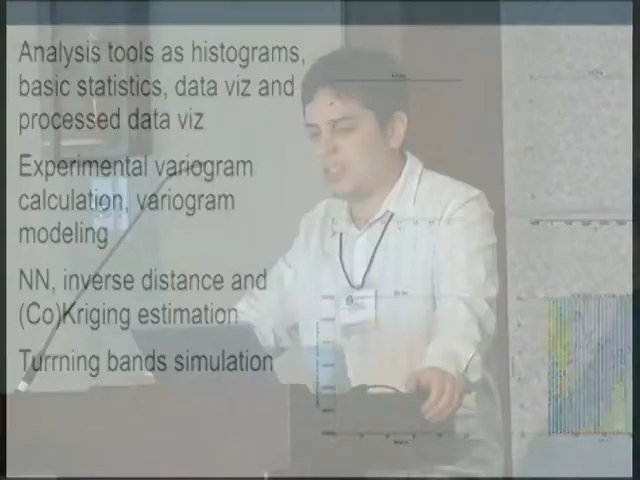 Analysis tools as histograms,
basic statistics, data viz and
processed data viz
Experimental variogram
calculation, variogram
modeling
NN, inverse distance and
(Co)Kriging estimation
Turrning bands simulation